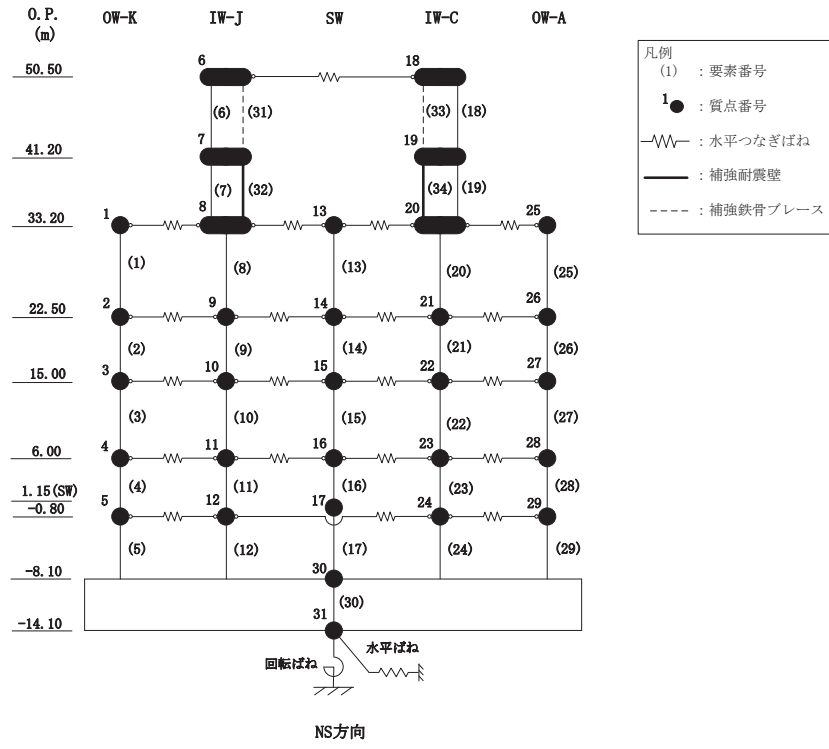 O.P.
(m)
OW-K IW-J SW IW-C OW-A
50.50
6 18
(6) (31) (33) (18)
41.20
7 19
(7) (32) (34) (19)
33.20
1 8 13 20 25
(1) (8) (13) (20) (25)
22.50
2 9 14 21 26
(2) (9) (14) (21) (26)
15.00
3 10 15 22 27
(3) (10) (15) (22) (27)
6.00
4 11 16 23 28
(4) (11) (16) (23) (28)
1.15(SW)
-0.80
5 12 17 24 29
(5) (12) (17) (24) (29)
-8.10
30
(30)
-14.10
31
水平ばね
回転ばね
NS方向
凡例
(1) : 要素番号
1 : 質点番号
: 水平つなぎばね
: 補強耐震壁
: 補強鉄骨ブレース